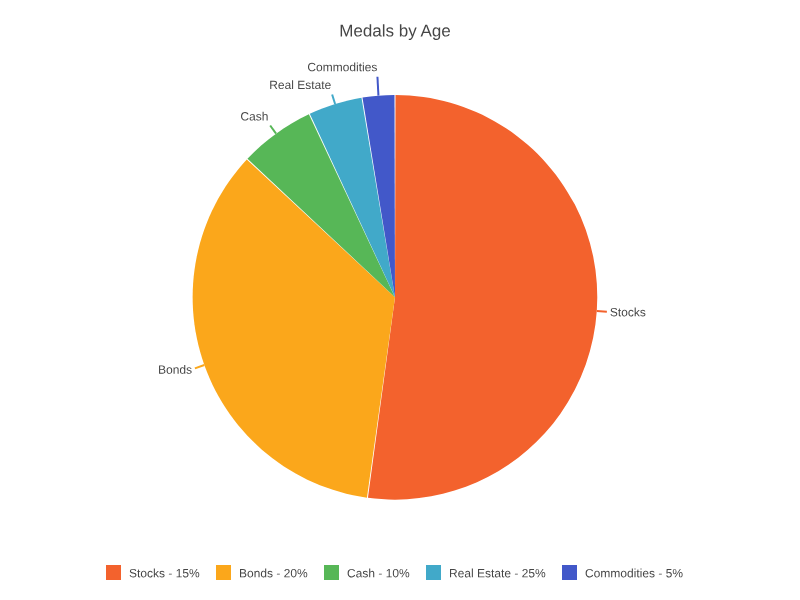 Medals by Age
Commodities
Real Estate
Cash
Stocks
Bonds
Stocks - 15%
Bonds - 20%
Cash - 10%
Real Estate - 25%
Commodities - 5%